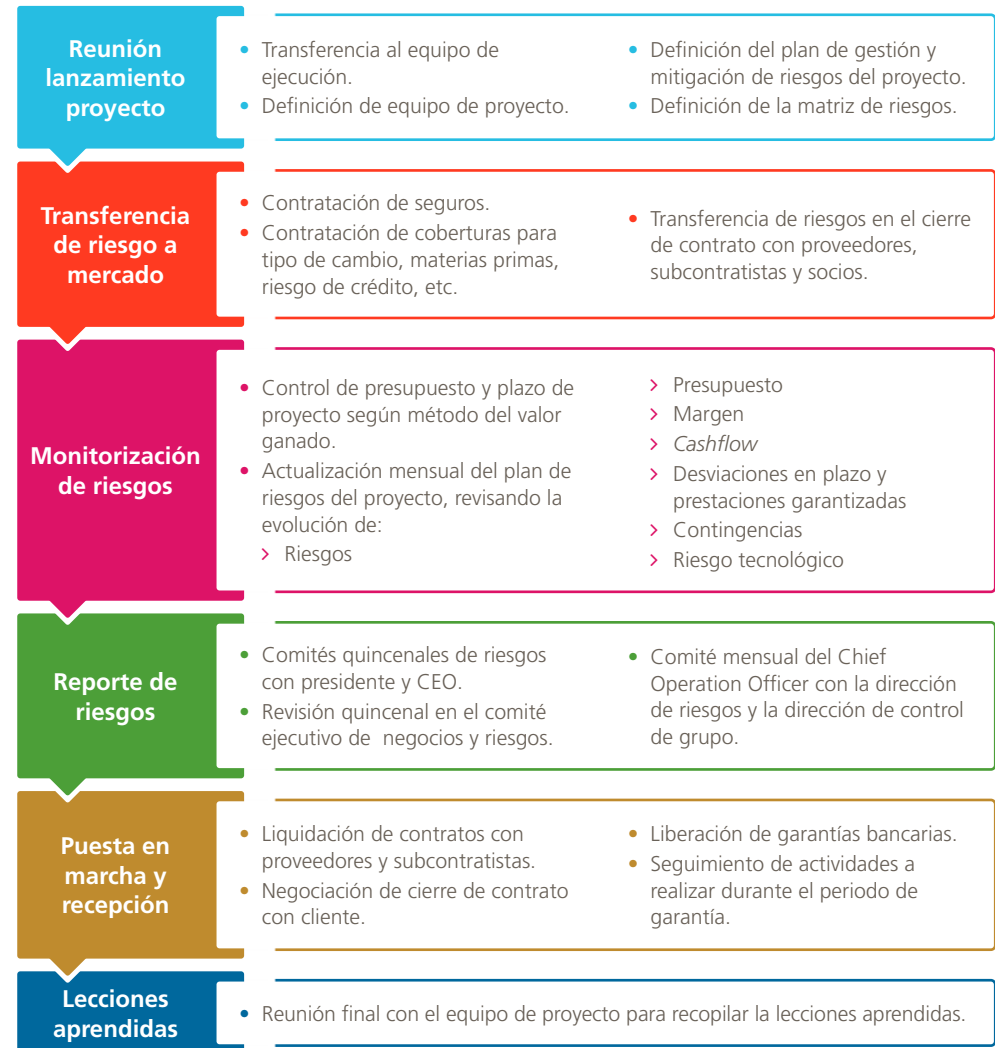 Reunión
lanzamiento
proyecto
• Transferencia al equipo de
ejecución.
• Definición de equipo de proyecto.
• Definición del plan de gestión y
mitigación de riesgos del proyecto.
• Definición de la matriz de riesgos.
Transferencia
de riesgo a
mercado
• Contratación de seguros.
• Contratación de coberturas para
tipo de cambio, materias primas,
riesgo de crédito, etc.
• Transferencia de riesgos en el cierre
de contrato con proveedores,
subcontratistas y socios.
Monitorización
de riesgos
• Control de presupuesto y plazo de
proyecto según método del valor
ganado.
• Actualización mensual del plan de
riesgos del proyecto, revisando la
evolución de:
> Riesgos
> Presupuesto
> Margen
> Cashflow
> Desviaciones en plazo y
prestaciones garantizadas
> Contingencias
> Riesgo tecnológico
Reporte de
riesgos
• Comités quincenales de riesgos
con presidente y CEO.
• Revisión quincenal en el comité
ejecutivo de negocios y riesgos.
• Comité mensual del Chief
Operation Officer con la dirección
de riesgos y la dirección de control
de grupo.
Puesta en
marcha y
recepción
• Liquidación de contratos con
proveedores y subcontratistas.
• Negociación de cierre de contrato
con cliente.
• Liberación de garantías bancarias.
• Seguimiento de actividades a
realizar durante el periodo de
garantía.
Lecciones
aprendidas
• Reunión final con el equipo de proyecto para recopilar la lecciones aprendidas.